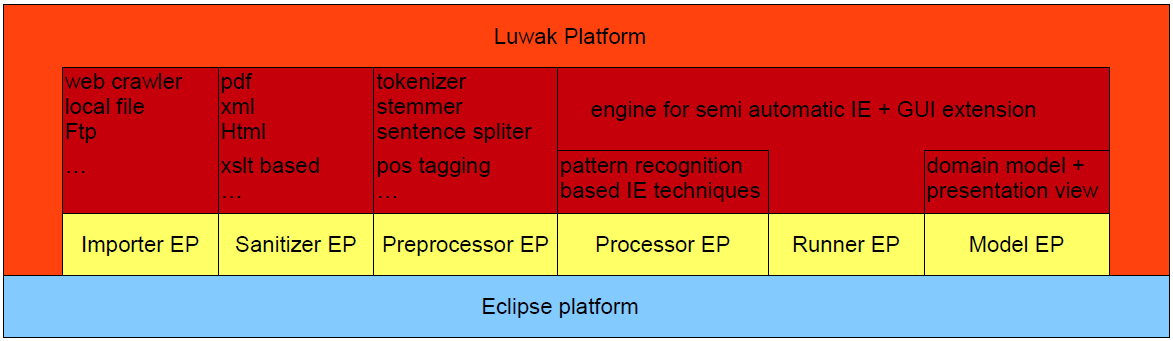 Luwak Platform
web crawler
local file
Ftp
…
pdf
xml
Html
xslt based
…
tokenizer
stemmer
sentence spliter
pos tagging
…
engine for semi automatic IE + GUI extension
pattern recognition
based IE techniques
domain model +
presentation view
Importer EP
Sanitizer EP
Preprocessor EP
Processor EP
Runner EP
Model EP
Eclipse platform